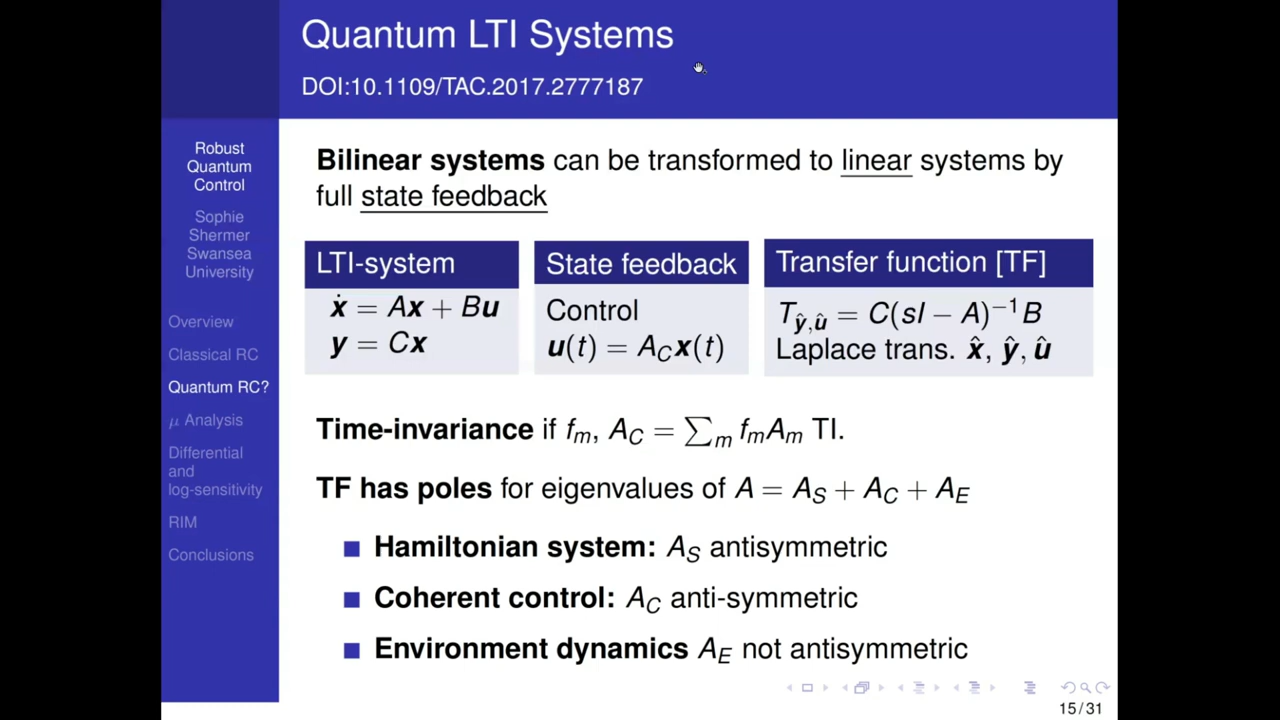 Quantum LTI Systems
DOI:10.1109/TAC.2017.2777187
Robust
Quantum
Control
Sophie
Shermer
Swansea
University
Overview
Classical RC
Quantum RC?
μ Analysis
Differential
and
log-sensitivity
RIM
Conclusions
Bilinear systems can be transformed to linear systems by
full state feedback
LTI-system
ẋ = Ax + Bu
y = Cx
State feedback
Control
u(t) = A_C x(t)
Transfer function [TF]
T_{ŷ,û} = C(sI − A)⁻¹B
Laplace trans. x̂, ŷ, û
Time-invariance if f_m, A_C = ∑_m f_m A_m TI.
TF has poles for eigenvalues of A = A_S + A_C + A_E
Hamiltonian system: A_S antisymmetric
Coherent control: A_C anti-symmetric
Environment dynamics A_E not antisymmetric
15/31